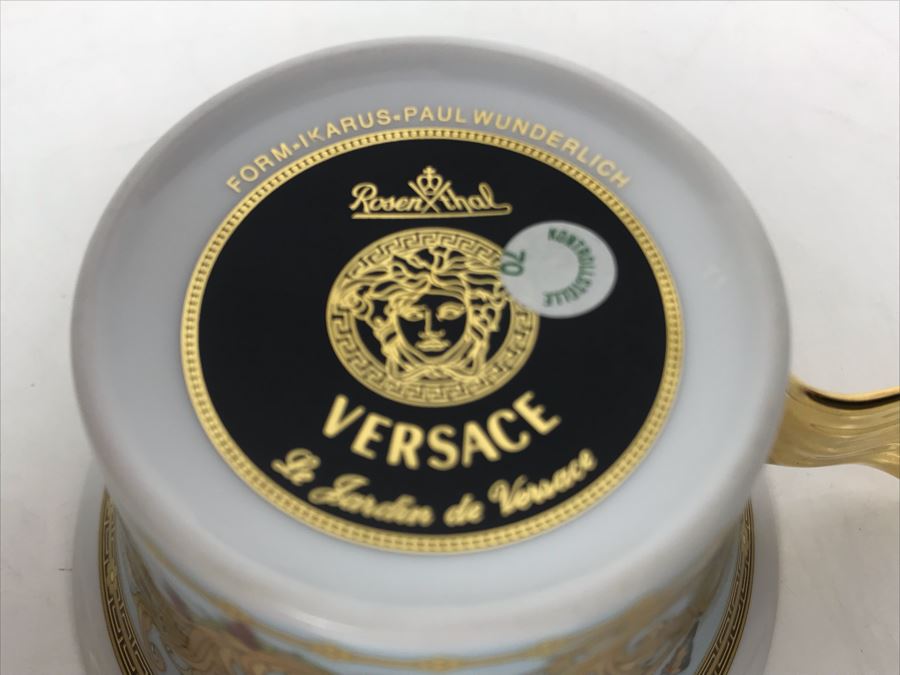 FORM-IKARUS-PAUL WUNDERLICH
Rosenthal
KONTROLLSTELLE
70
VERSACE
Le Jardin de Versace